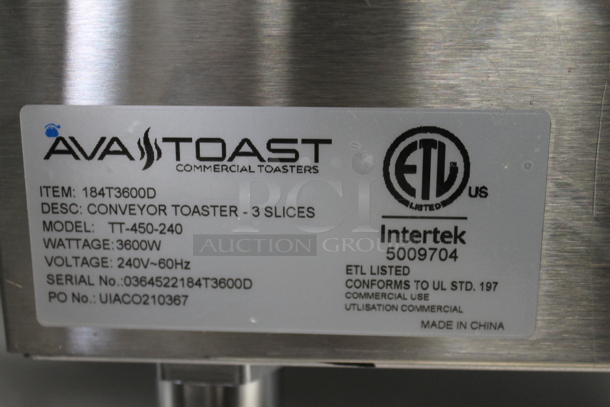 AVATOAST
COMMERCIAL TOASTERS
ITEM: 184T3600D
DESC: CONVEYOR TOASTER - 3 SLICES
MODEL: TT-450-240
WATTAGE: 3600W
VOLTAGE: 240V~60Hz
SERIAL No.:0364522184T3600D
PO No.: UIACO210367
ETL
LISTED
US
Intertek
5009704
ETL LISTED
CONFORMS TO UL STD. 197
COMMERCIAL USE
UTLISATION COMMERCIAL
MADE IN CHINA
PCI
AUCTION GROUP